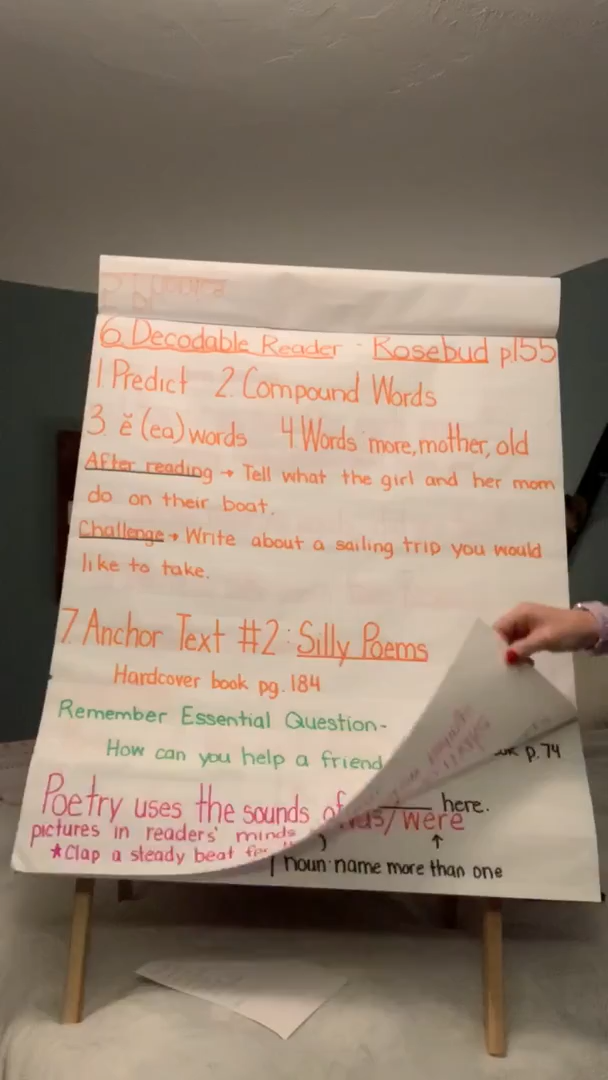 6. Decodable Reader - Rosebud p.155
1. Predict 2. Compound Words
3. ĕ (ea) words 4. Words more, mother, old
After reading → Tell what the girl and her mom
do on their boat.
Challenge → Write about a sailing trip you would
like to take.
7. Anchor Text #2: Silly Poems
Hardcover book pg. 184
Remember Essential Question-
How can you help a friend
p. 74
Poetry uses the sounds of
here.
pictures in readers' minds
was/were
*Clap a steady beat
↑
noun: name more than one